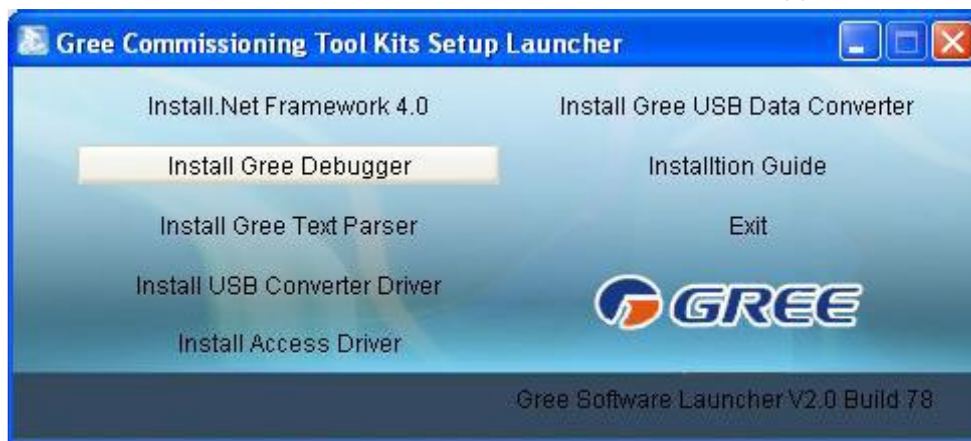 Gree Commissioning Tool Kits Setup Launcher
Install.Net Framework 4.0
Install Gree USB Data Converter
Install Gree Debugger
Installtion Guide
Install Gree Text Parser
Exit
Install USB Converter Driver
GREE
Install Access Driver
Gree Software Launcher V2.0 Build 78